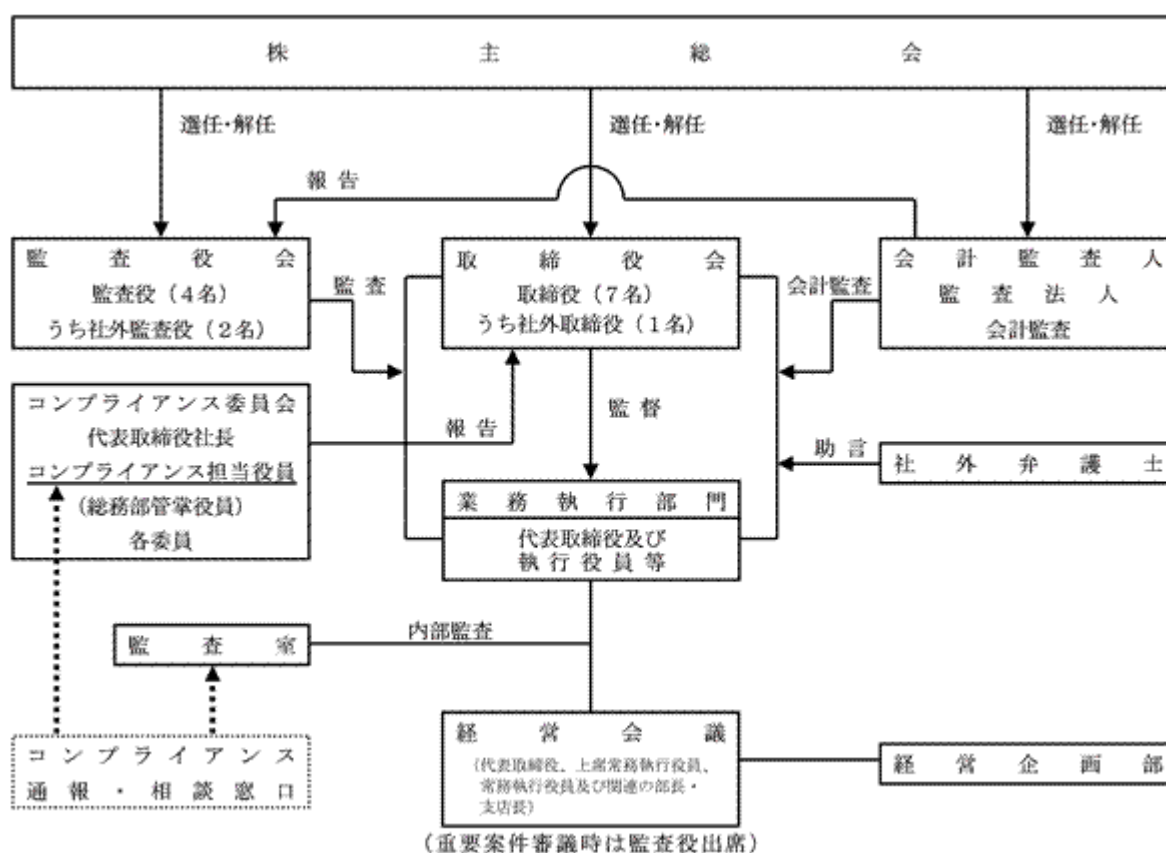 株主総会
選任・解任
選任・解任
選任・解任
報告
監査役会
監査役（4名）
うち社外監査役（2名）
監査
取締役会
取締役（7名）
うち社外取締役（1名）
会計監査
会計監査人
監査法人
会計監査
コンプライアンス委員会
代表取締役社長
コンプライアンス担当役員
（総務部管掌役員）
各委員
報告
監督
助言
社外弁護士
業務執行部門
代表取締役及び
執行役員等
監査室
内部監査
コンプライアンス
通報・相談窓口
経営会議
（代表取締役、上席常務執行役員、
常務執行役員及び関連の部長・
支店長）
経営企画部
（重要案件審議時は監査役出席）